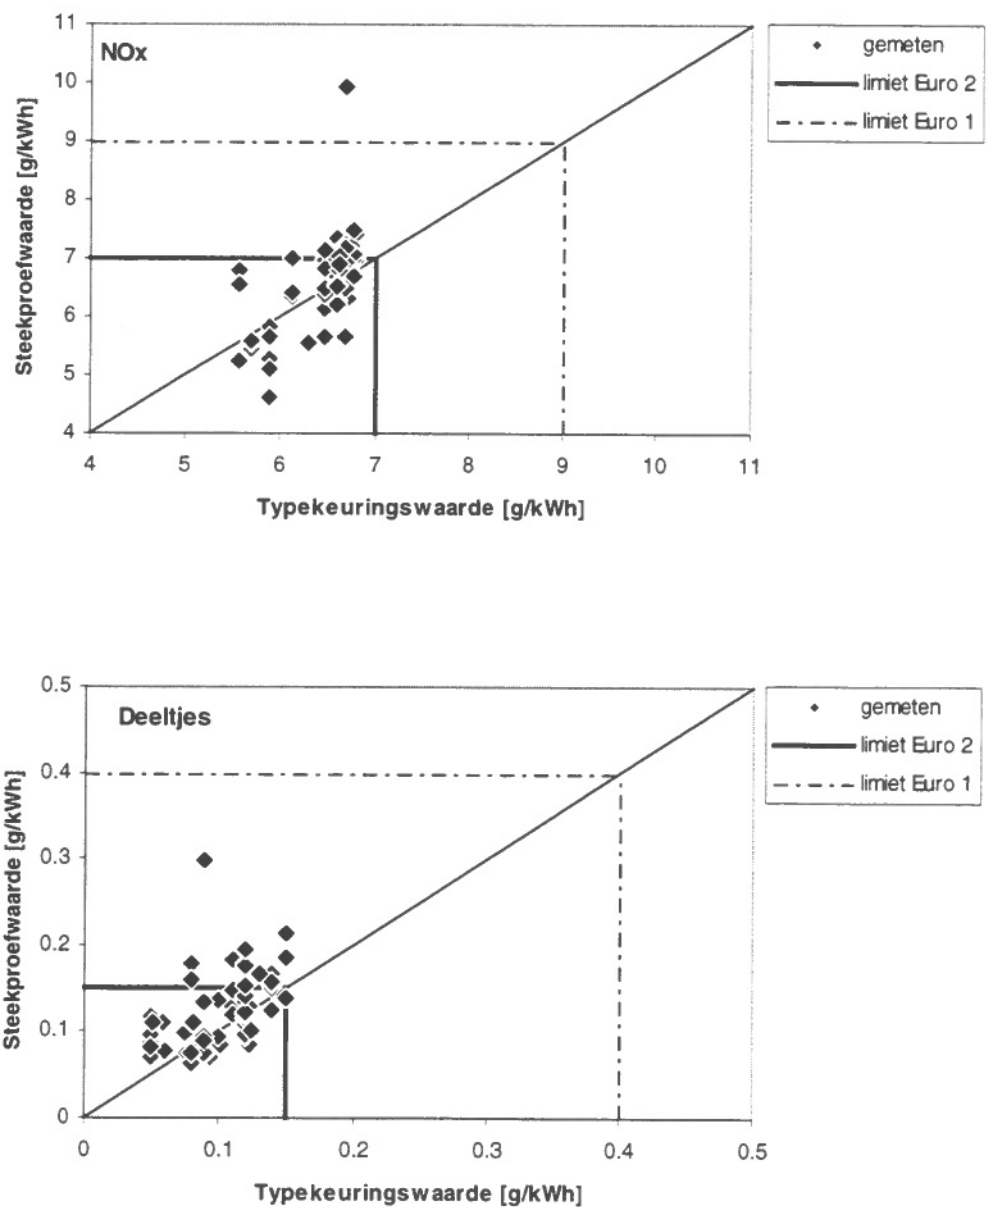 NOx
11
10
9
8
7
6
5
4
Steekproefwaarde [g/kWh]
4 5 6 7 8 9 10 11
Typekeuringswaarde [g/kWh]
gemeten
limiet Euro 2
limiet Euro 1
Deeltjes
0.5
0.4
0.3
0.2
0.1
0
Steekproefwaarde [g/kWh]
0 0.1 0.2 0.3 0.4 0.5
Typekeuringswaarde [g/kWh]
gemeten
limiet Euro 2
limiet Euro 1